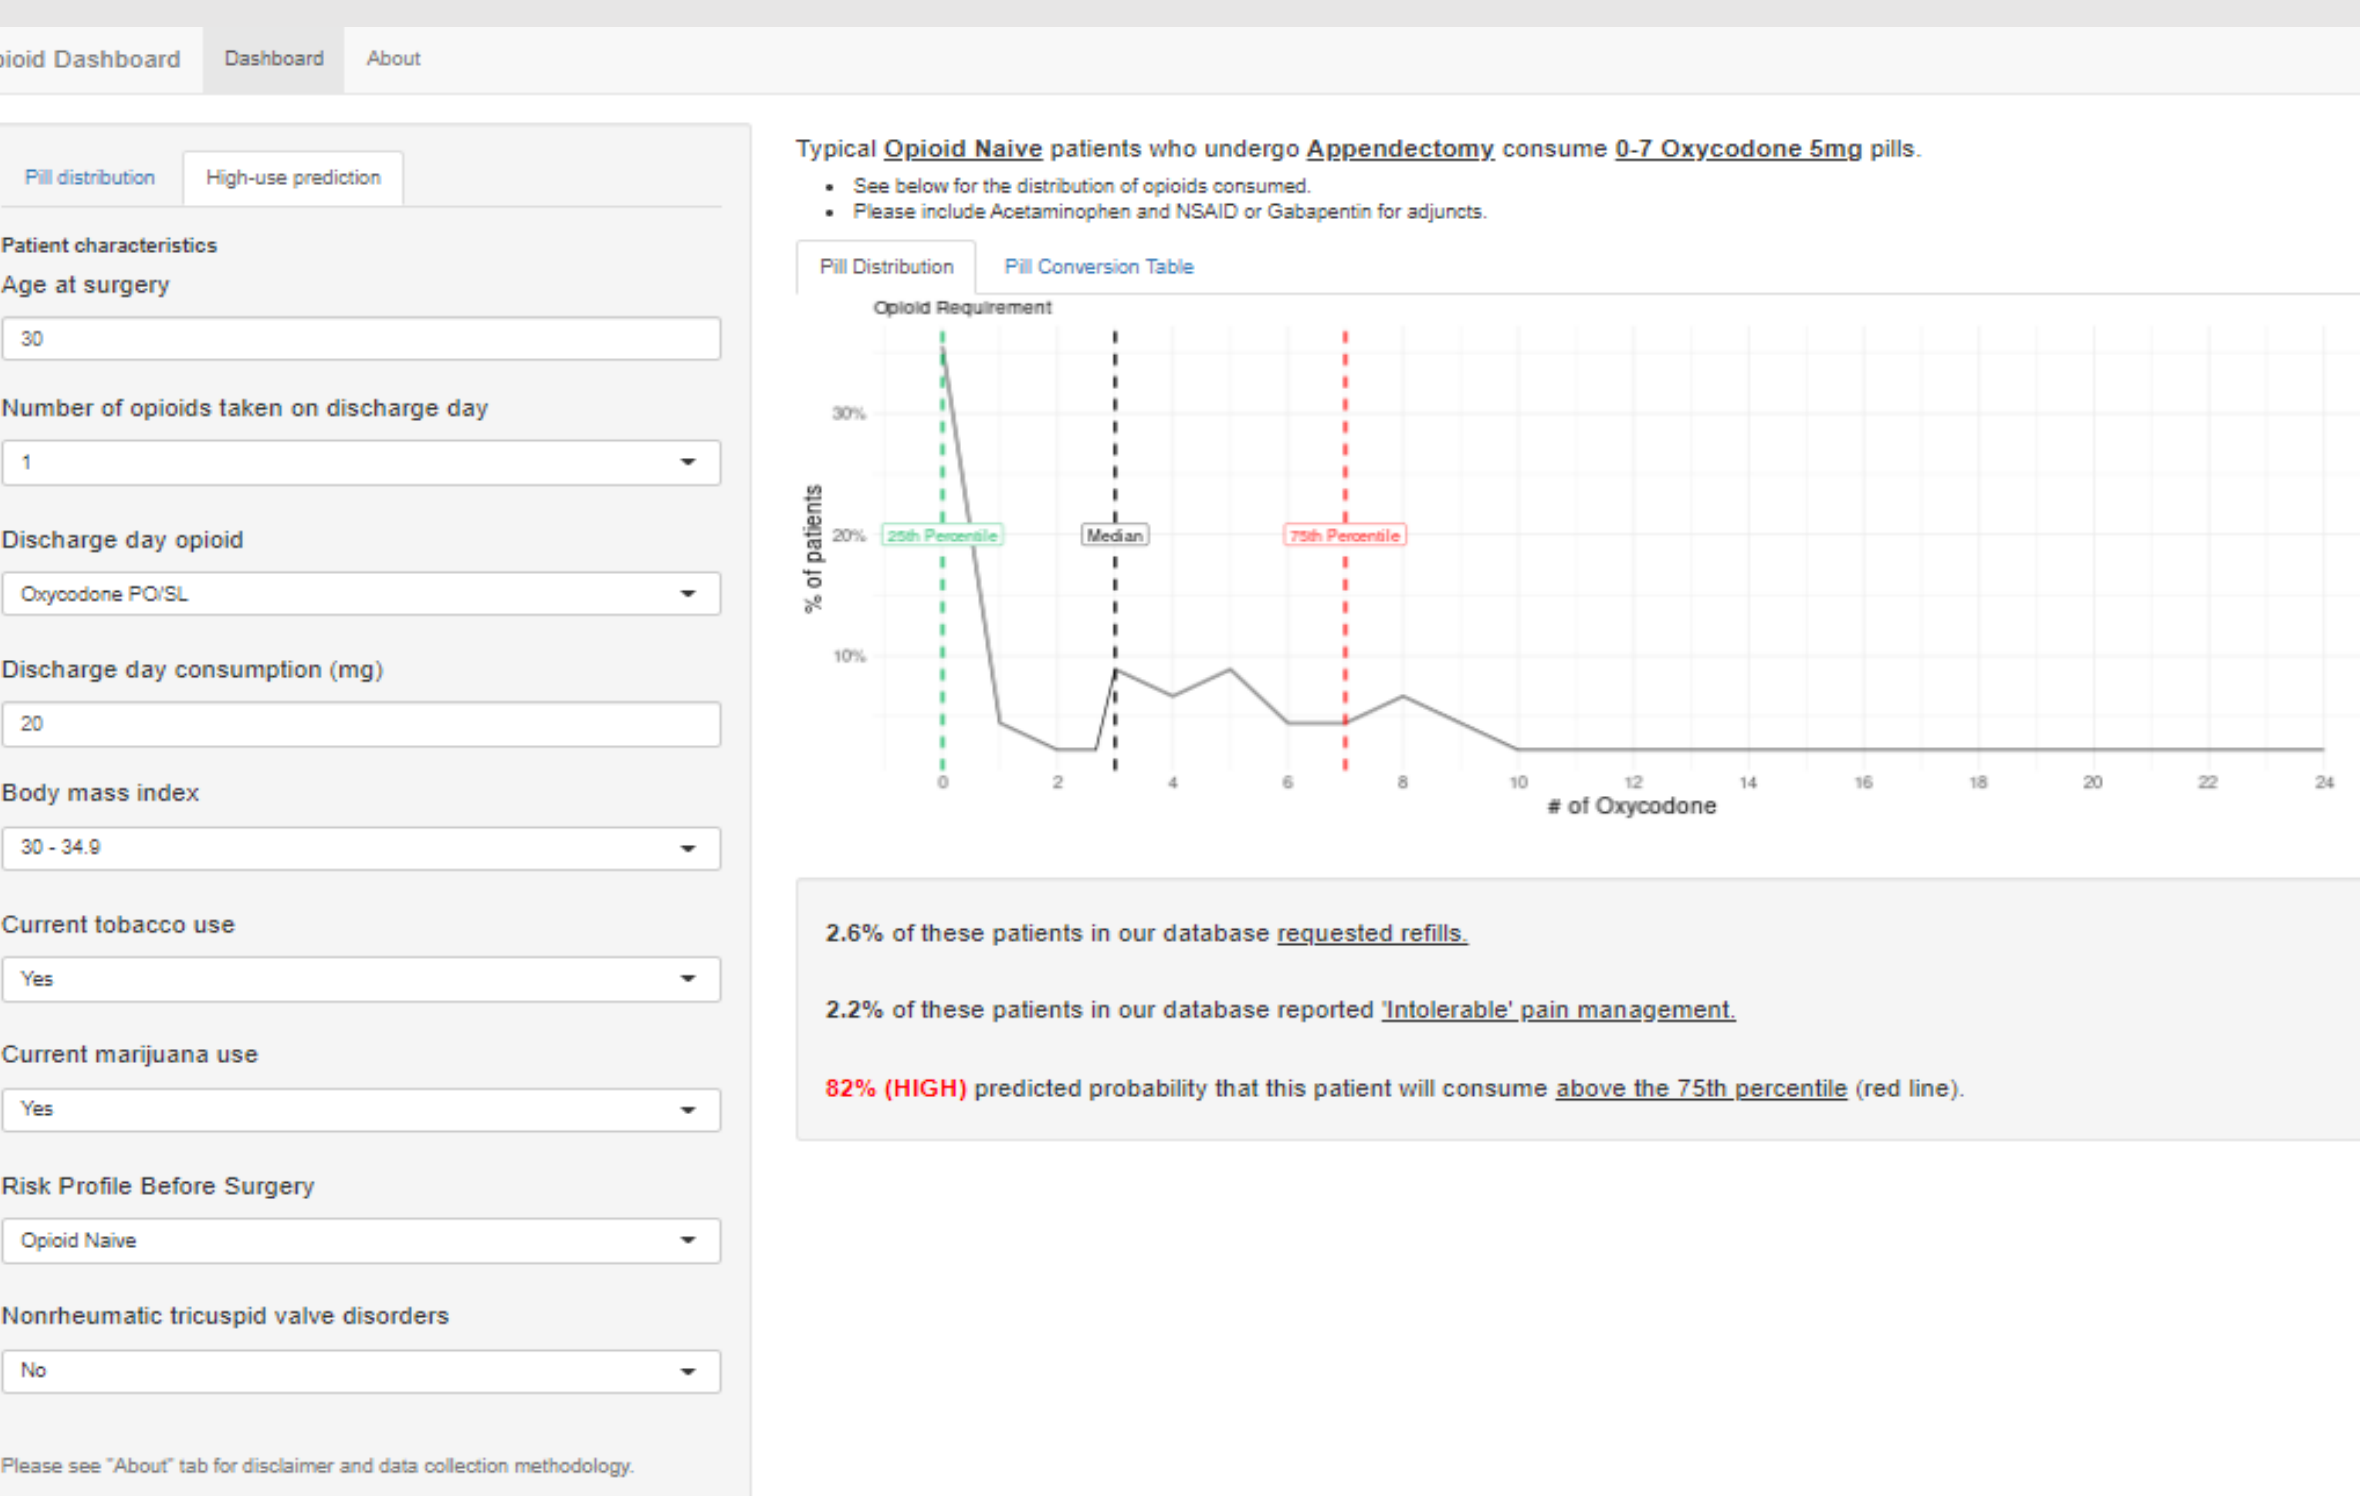 pioid Dashboard Dashboard About
Pill distribution High-use prediction
Patient characteristics
Age at surgery
30
Number of opioids taken on discharge day
1
Discharge day opioid
Oxycodone PO/SL
Discharge day consumption (mg)
20
Body mass index
30 - 34.9
Current tobacco use
Yes
Current marijuana use
Yes
Risk Profile Before Surgery
Opioid Naive
Nonrheumatic tricuspid valve disorders
No
Please see "About" tab for disclaimer and data collection methodology.
Typical Opioid Naive patients who undergo Appendectomy consume 0-7 Oxycodone 5mg pills.
• See below for the distribution of opioids consumed.
• Please include Acetaminophen and NSAID or Gabapentin for adjuncts.
Pill Distribution Pill Conversion Table
Opioid Requirement
% of patients
30%
20%
10%
25th Percentile Median 75th Percentile
0 2 4 6 8 10 12 14 16 18 20 22 24
# of Oxycodone
2.6% of these patients in our database requested refills.
2.2% of these patients in our database reported 'Intolerable' pain management.
82% (HIGH) predicted probability that this patient will consume above the 75th percentile (red line).